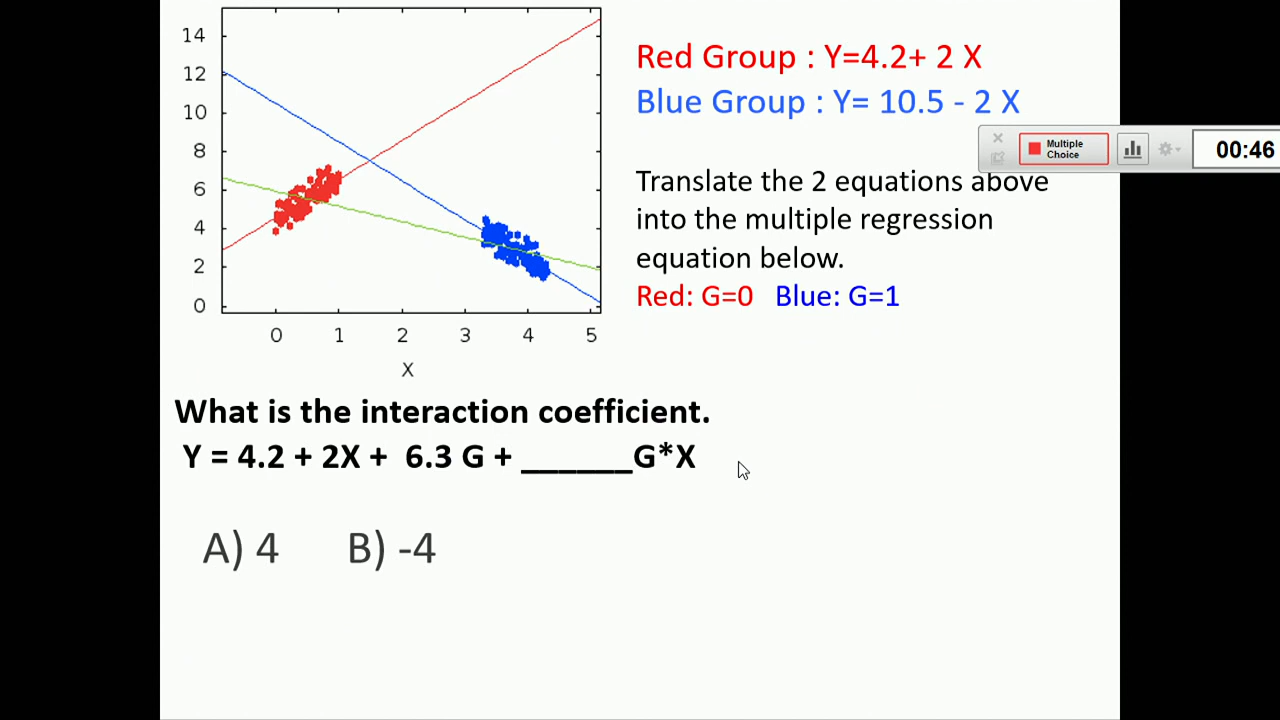 14
12
10
8
6
4
2
0
0 1 2 3 4 5
X
Red Group : Y=4.2+ 2 X
Blue Group : Y= 10.5 - 2 X
Multiple
Choice
00:46
Translate the 2 equations above
into the multiple regression
equation below.
Red: G=0 Blue: G=1
What is the interaction coefficient.
Y = 4.2 + 2X + 6.3 G + ______G*X
A) 4 B) -4